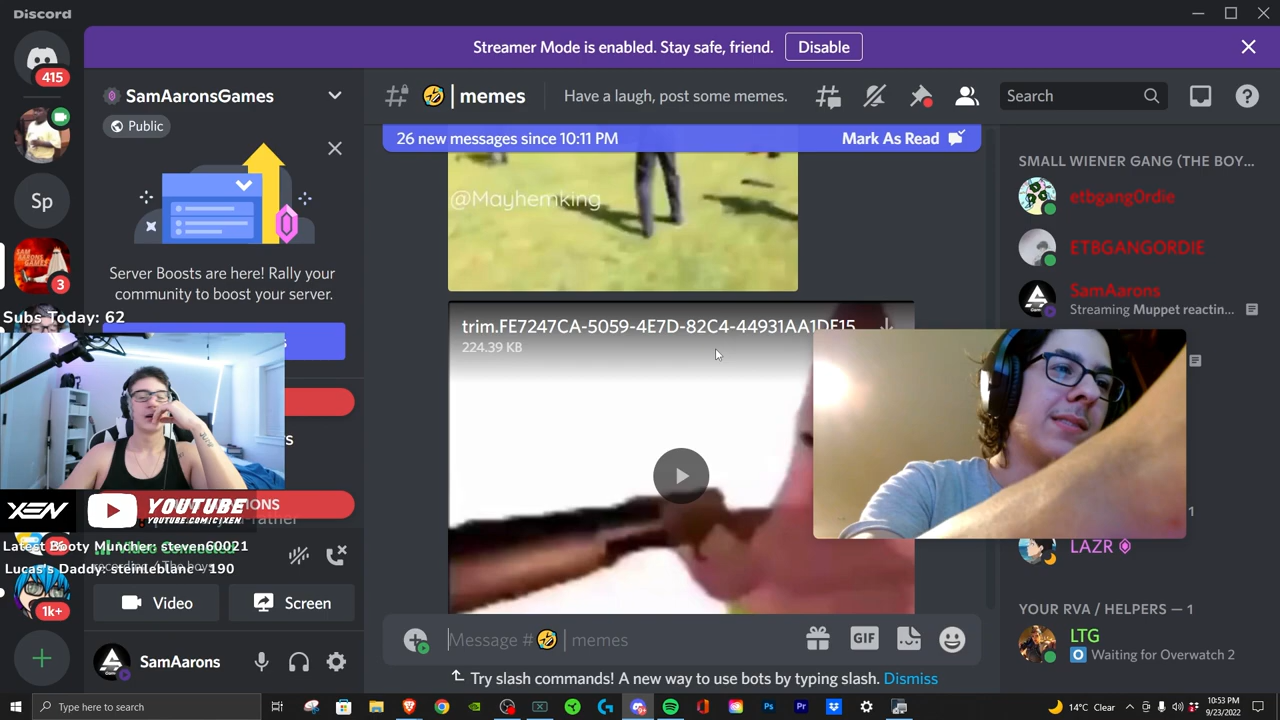 Discord
Streamer Mode is enabled. Stay safe, friend.
Disable
415
SamAaronsGames
Public
# 🤣 | memes
Have a laugh, post some memes.
Search
26 new messages since 10:11 PM
Mark As Read
@Mayhemking
Sp
3
Server Boosts are here! Rally your
community to boost your server.
Subs Today: 62
trim.FE7247CA-5059-4E7D-82C4-44931AA1DF15
224.39 KB
SMALL WIENER GANG (THE BOY...
etbgang0rdie
ETBGANGORDIE
SamAarons
Streaming Muppet reactin...
XEN
YOUTUBE
YOUTUBE.COM/C/XEN
Latest Booty Muncher: Steven60021
Lucas's Daddy: steinleblanc - 190
1k+
Video
Screen
SamAarons
Message # 🤣 | memes
GIF
Try slash commands! A new way to use bots by typing slash. Dismiss
1
LAZR
YOUR RVA / HELPERS — 1
LTG
Waiting for Overwatch 2
Type here to search
14°C Clear
10:53 PM
9/23/2022